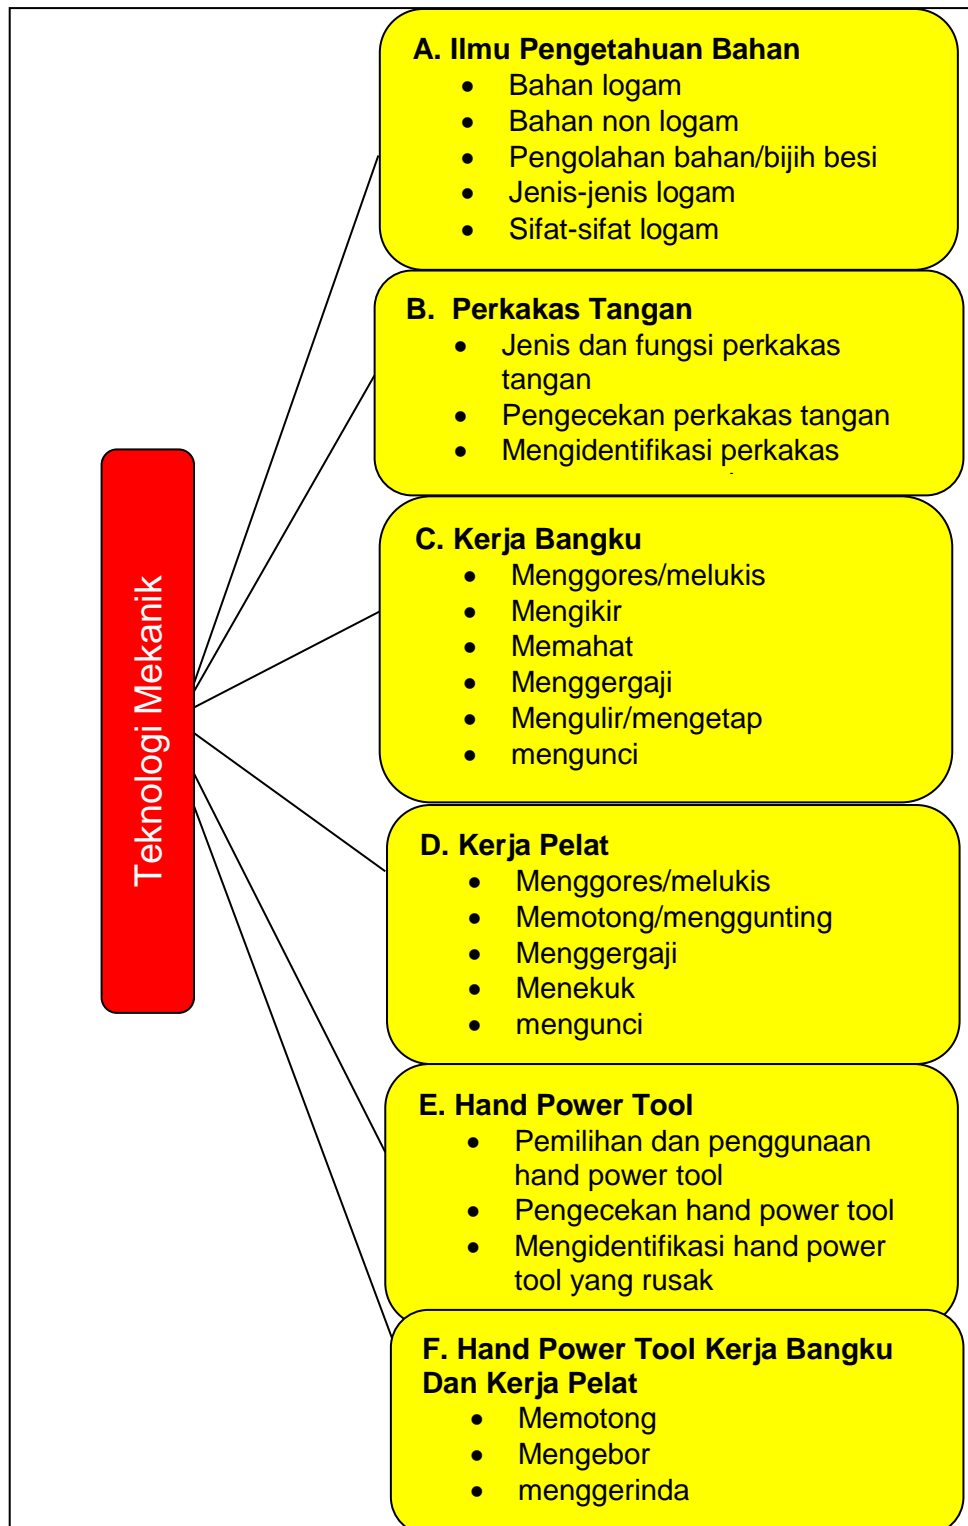 Teknologi Mekanik
A. Ilmu Pengetahuan Bahan
• Bahan logam
• Bahan non logam
• Pengolahan bahan/bijih besi
• Jenis-jenis logam
• Sifat-sifat logam
B. Perkakas Tangan
• Jenis dan fungsi perkakas
tangan
• Pengecekan perkakas tangan
• Mengidentifikasi perkakas
C. Kerja Bangku
• Menggores/melukis
• Mengikir
• Memahat
• Menggergaji
• Mengulir/mengetap
• mengunci
D. Kerja Pelat
• Menggores/melukis
• Memotong/menggunting
• Menggergaji
• Menekuk
• mengunci
E. Hand Power Tool
• Pemilihan dan penggunaan
hand power tool
• Pengecekan hand power tool
• Mengidentifikasi hand power
tool yang rusak
F. Hand Power Tool Kerja Bangku
Dan Kerja Pelat
• Memotong
• Mengebor
• menggerinda